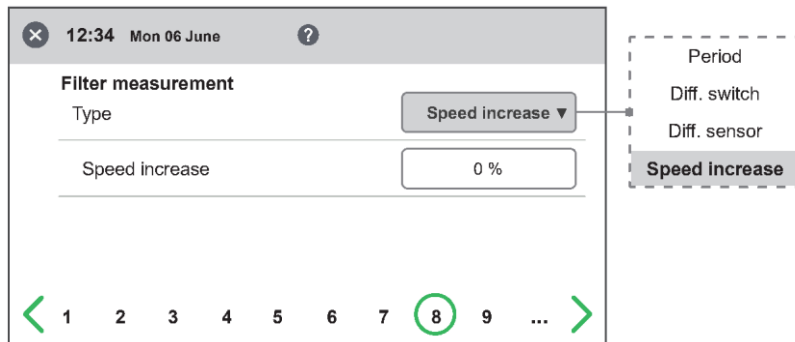 12:34 Mon 06 June ?
Filter measurement
Type Speed increase ▼
Speed increase 0 %
1 2 3 4 5 6 7 8 9 ...
Period
Diff. switch
Diff. sensor
Speed increase